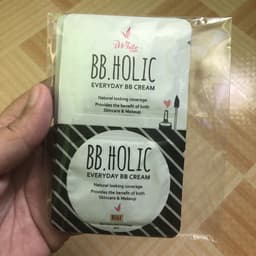 White
BB.HOLIC
EVERYDAY BB CREAM
Natural looking coverage
Provides the benefit of both
Skincare & Makeup
BB.HOLIC
EVERYDAY BB CREAM
Natural looking coverage
Provides the benefit of both
Skincare & Makeup